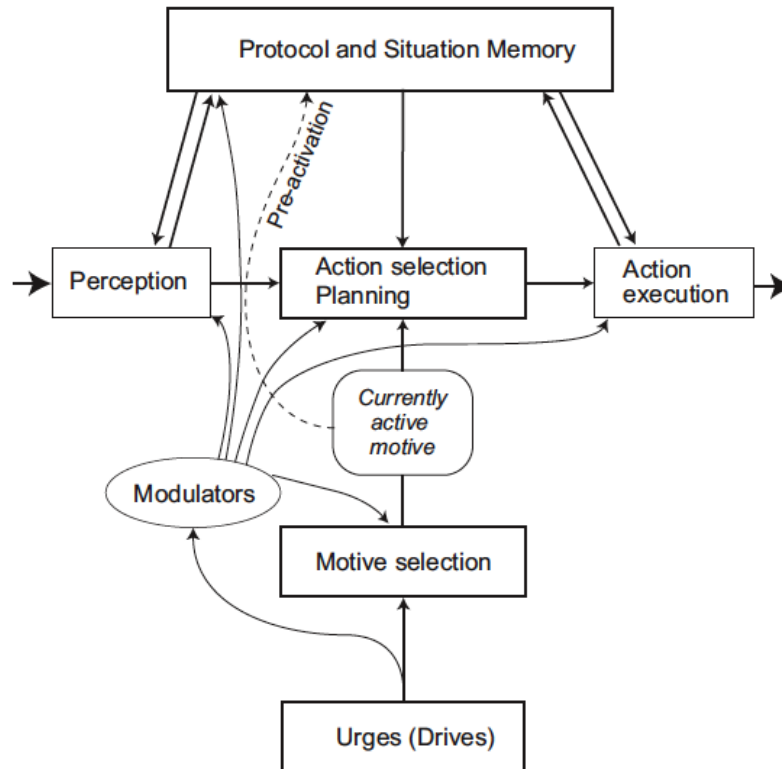 Protocol and Situation Memory
Pre-activation
Perception
Action selection
Planning
Action
execution
Currently
active
motive
Modulators
Motive selection
Urges (Drives)